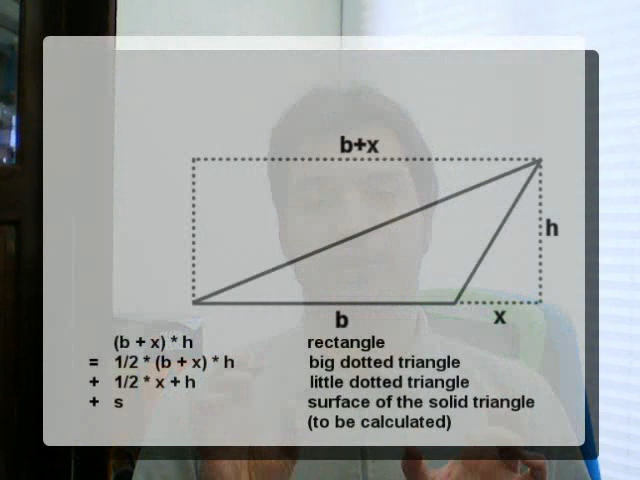 b+x
h
b
x
(b + x) * h rectangle
= 1/2 * (b + x) * h big dotted triangle
+ 1/2 * x + h little dotted triangle
+ s surface of the solid triangle
(to be calculated)